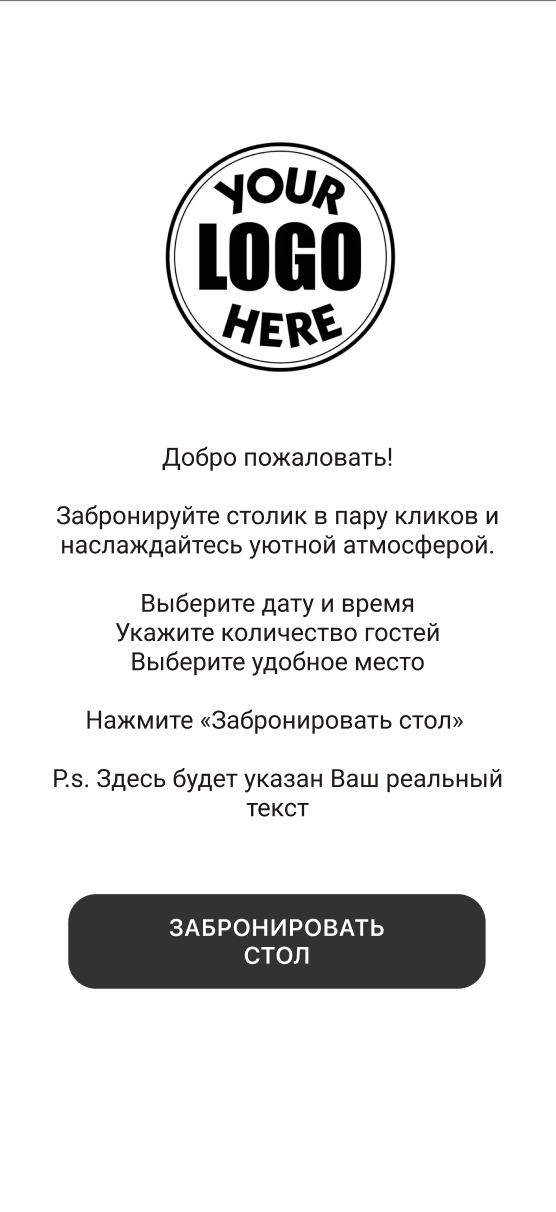 YOUR
LOGO
HERE
Добро пожаловать!
Забронируйте столик в пару кликов и
наслаждайтесь уютной атмосферой.
Выберите дату и время
Укажите количество гостей
Выберите удобное место
Нажмите «Забронировать стол»
P.s. Здесь будет указан Ваш реальный
текст
ЗАБРОНИРОВАТЬ
СТОЛ